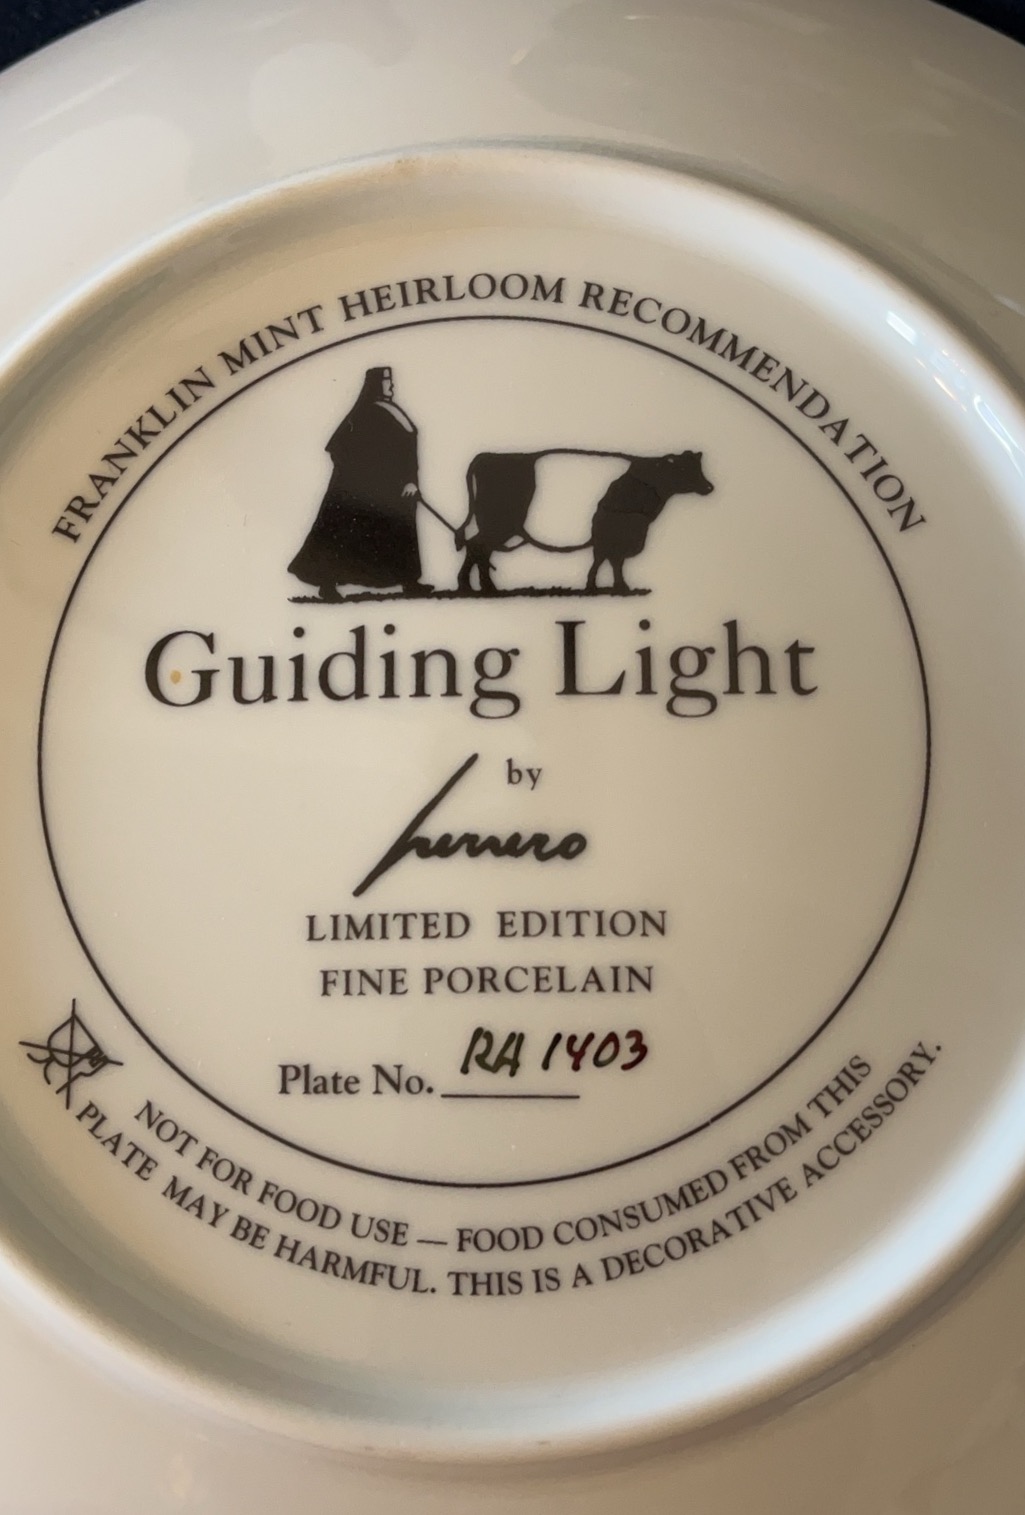 FRANKLIN MINT HEIRLOOM RECOMMENDATION
Guiding Light
by
herrero
LIMITED EDITION
FINE PORCELAIN
Plate No. RA 1403
NOT FOR FOOD USE — FOOD CONSUMED FROM THIS
PLATE MAY BE HARMFUL. THIS IS A DECORATIVE ACCESSORY.